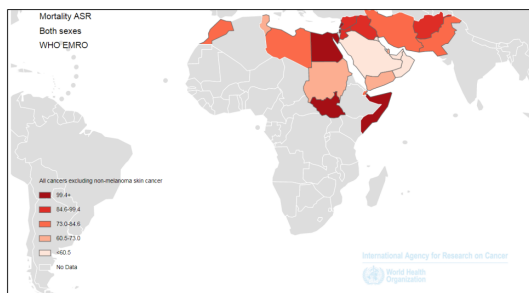 Mortality ASR
Both sexes
WHO EMRO
All cancers excluding non-melanoma skin cancer
99.4+
84.6-99.4
73.0-84.6
60.5-73.0
<60.5
No Data
International Agency for Research on Cancer
World Health
Organization